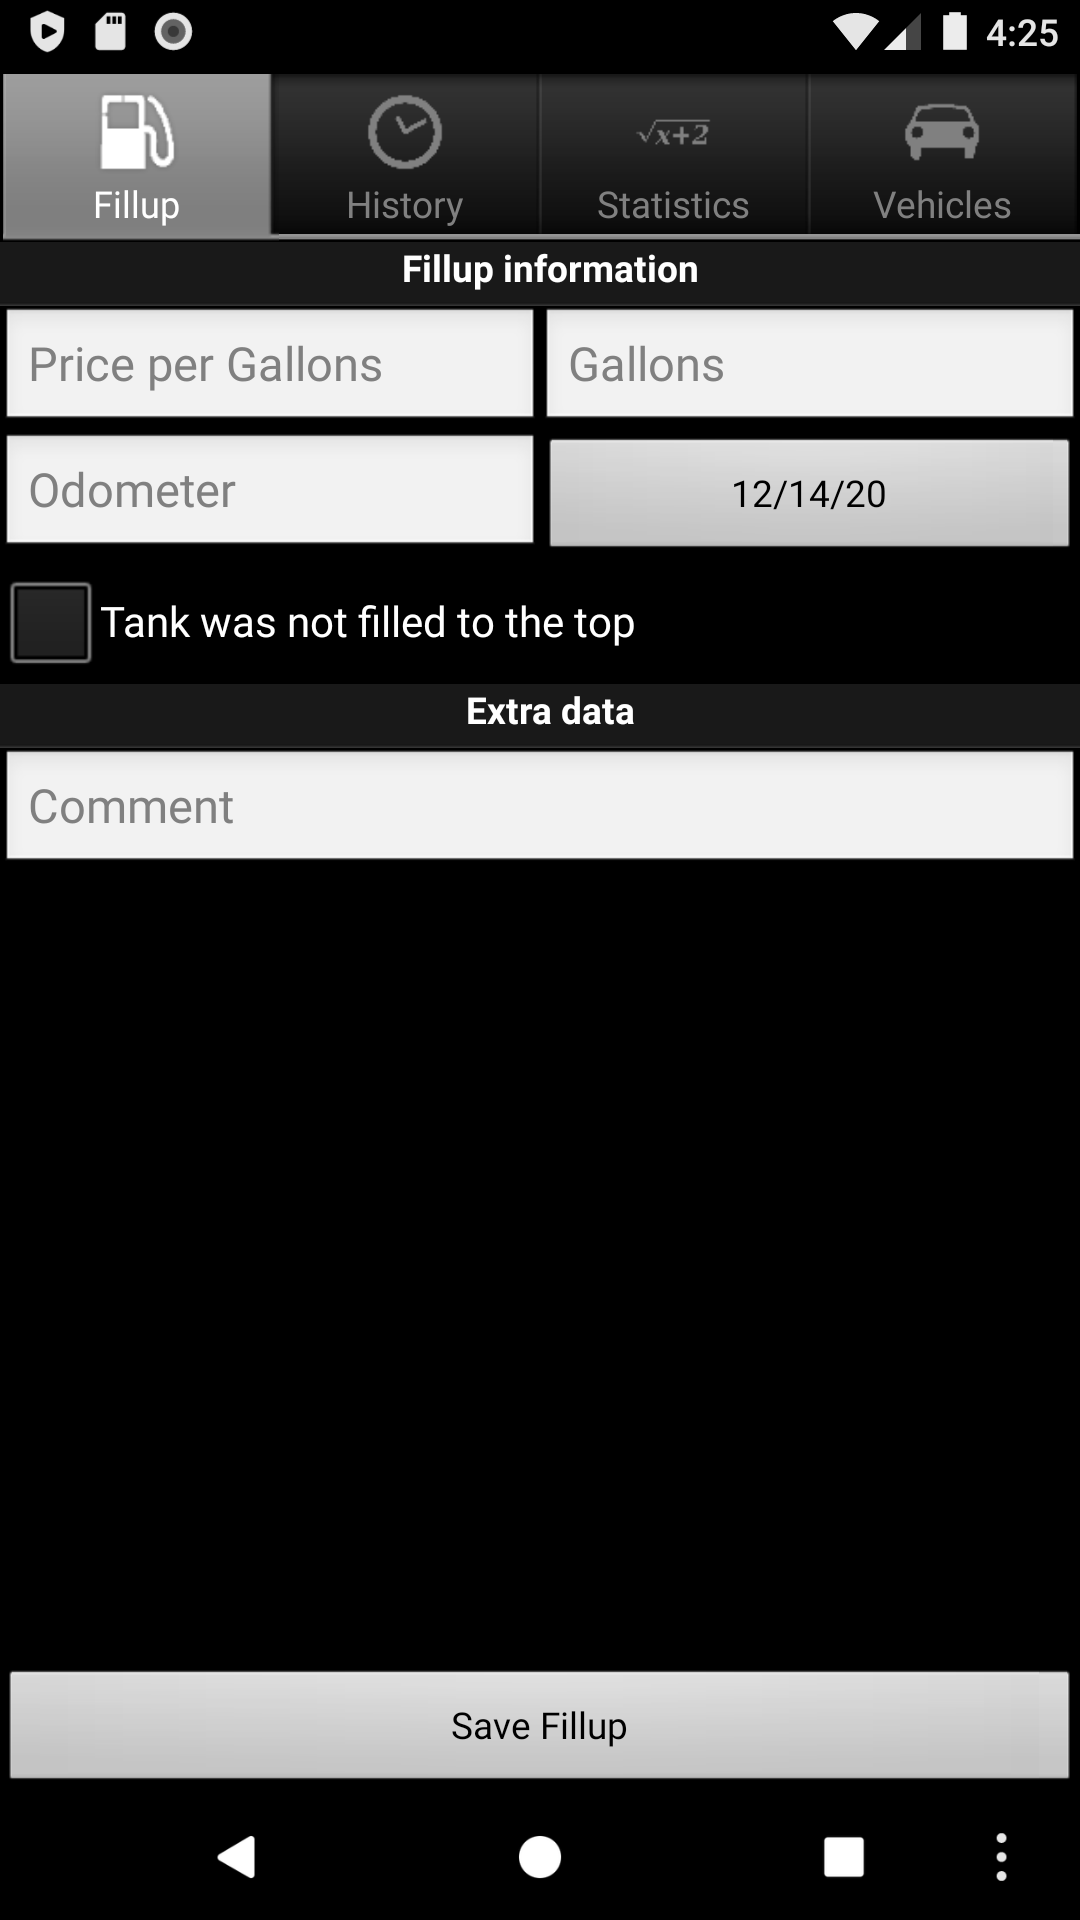 4:25
Fillup History √x+2 Statistics Vehicles
Fillup information
Price per Gallons Gallons
Odometer 12/14/20
Tank was not filled to the top
Extra data
Comment
Save Fillup